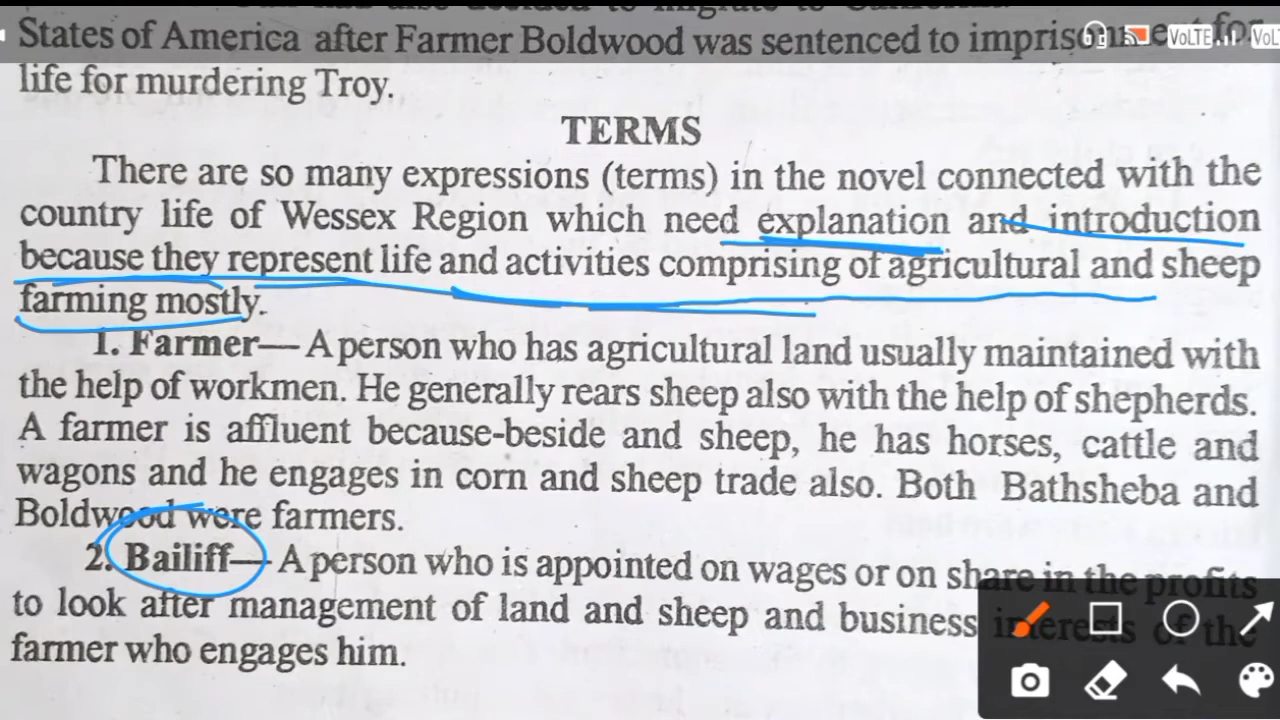 States of America after Farmer Boldwood was sentenced to imprisonment for
life for murdering Troy.
TERMS
There are so many expressions (terms) in the novel connected with the
country life of Wessex Region which need explanation and introduction
because they represent life and activities comprising of agricultural and sheep
farming mostly.
1. Farmer— A person who has agricultural land usually maintained with
the help of workmen. He generally rears sheep also with the help of shepherds.
A farmer is affluent because-beside and sheep, he has horses, cattle and
wagons and he engages in corn and sheep trade also. Both Bathsheba and
Boldwood were farmers.
2. Bailiff— A person who is appointed on wages or on share in the profits
to look after management of land and sheep and business interests of the
farmer who engages him.
VoLTE